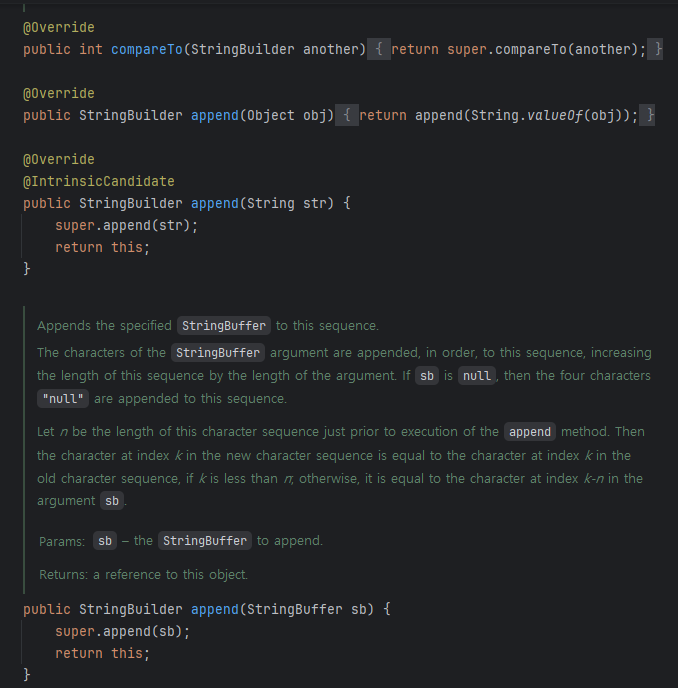 @Override
public int compareTo(StringBuilder another) { return super.compareTo(another); }
@Override
public StringBuilder append(Object obj) { return append(String.valueOf(obj)); }
@Override
@IntrinsicCandidate
public StringBuilder append(String str) {
super.append(str);
return this;
}
Appends the specified StringBuffer to this sequence.
The characters of the StringBuffer argument are appended, in order, to this sequence, increasing
the length of this sequence by the length of the argument. If sb is null, then the four characters
"null" are appended to this sequence.
Let n be the length of this character sequence just prior to execution of the append method. Then
the character at index k in the new character sequence is equal to the character at index k in the
old character sequence, if k is less than n; otherwise, it is equal to the character at index k-n in the
argument sb.
Params: sb – the StringBuffer to append.
Returns: a reference to this object.
public StringBuilder append(StringBuffer sb) {
super.append(sb);
return this;
}